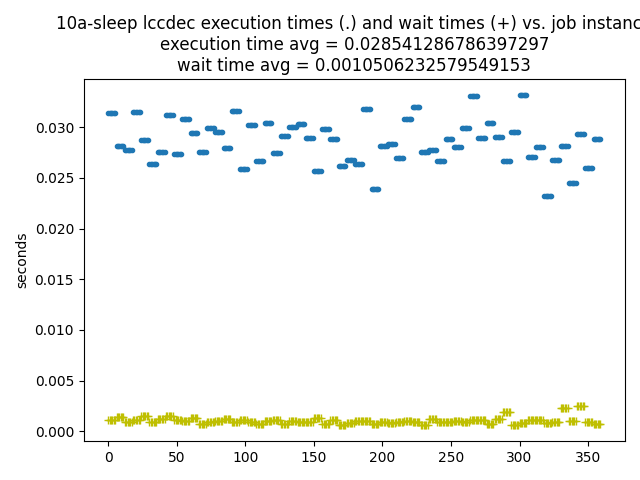 10a-sleep lccdec execution times (.) and wait times (+) vs. job instanc
execution time avg = 0.028541286786397297
wait time avg = 0.0010506232579549153
0.030
0.025
0.020
0.015
0.010
0.005
0.000
seconds
0 50 100 150 200 250 300 350